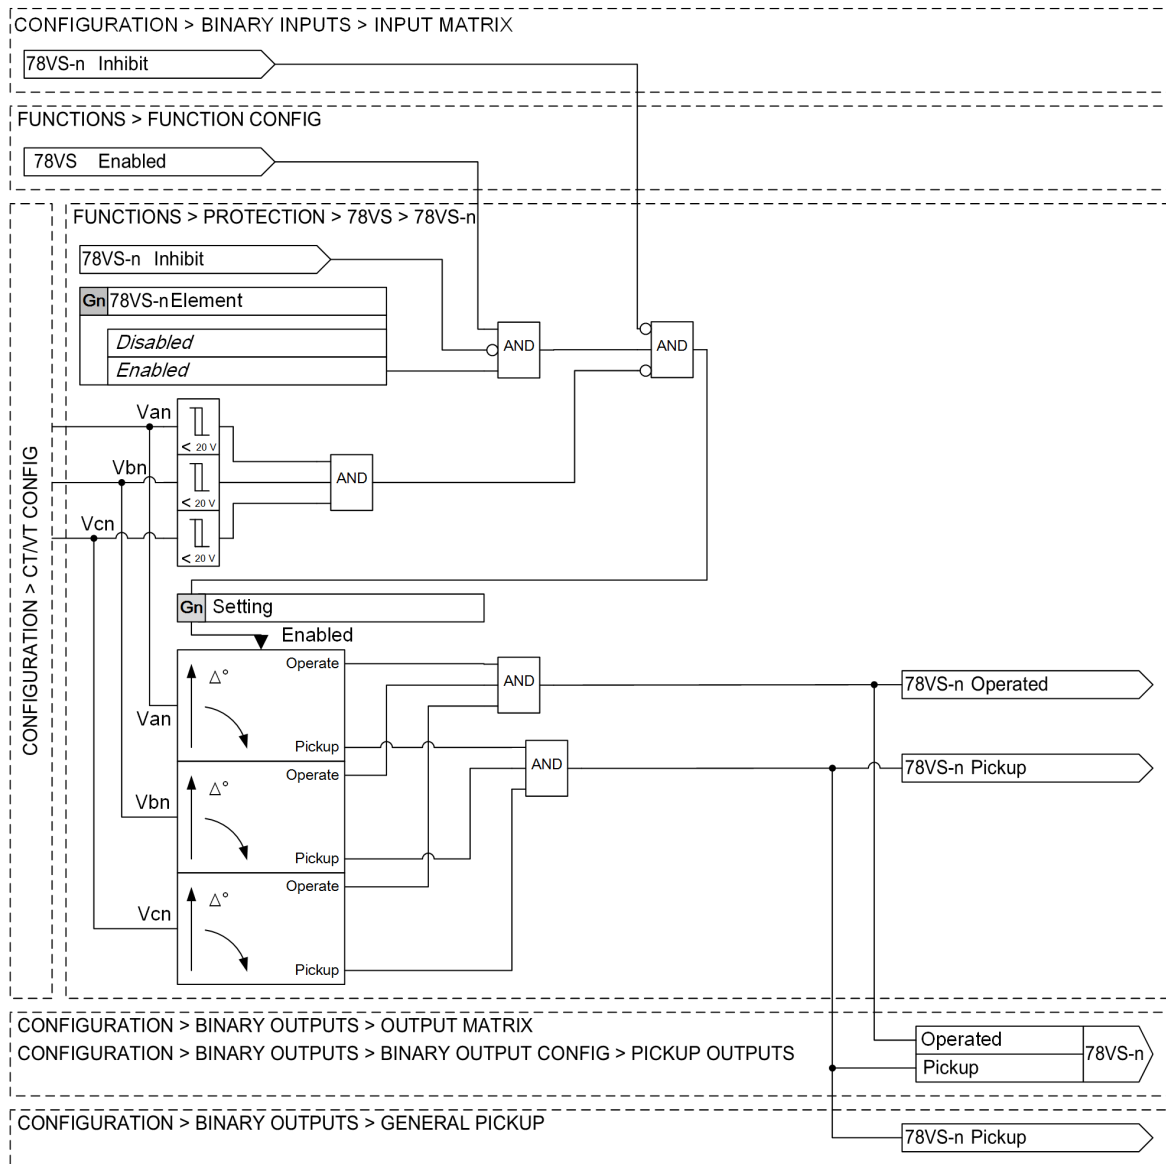 CONFIGURATION > BINARY INPUTS > INPUT MATRIX
78VS-n Inhibit
FUNCTIONS > FUNCTION CONFIG
78VS Enabled
CONFIGURATION > CT/VT CONFIG
FUNCTIONS > PROTECTION > 78VS > 78VS-n
78VS-n Inhibit
Gn 78VS-n Element
Disabled
Enabled
AND
AND
Van
< 20 V
Vbn
< 20 V
Vcn
< 20 V
AND
Gn Setting
Enabled
Operate
Δ°
Van
Pickup
Operate
Δ°
Vbn
Pickup
Operate
Δ°
Vcn
Pickup
AND
AND
78VS-n Operated
78VS-n Pickup
CONFIGURATION > BINARY OUTPUTS > OUTPUT MATRIX
CONFIGURATION > BINARY OUTPUTS > BINARY OUTPUT CONFIG > PICKUP OUTPUTS
Operated
Pickup
78VS-n
CONFIGURATION > BINARY OUTPUTS > GENERAL PICKUP
78VS-n Pickup